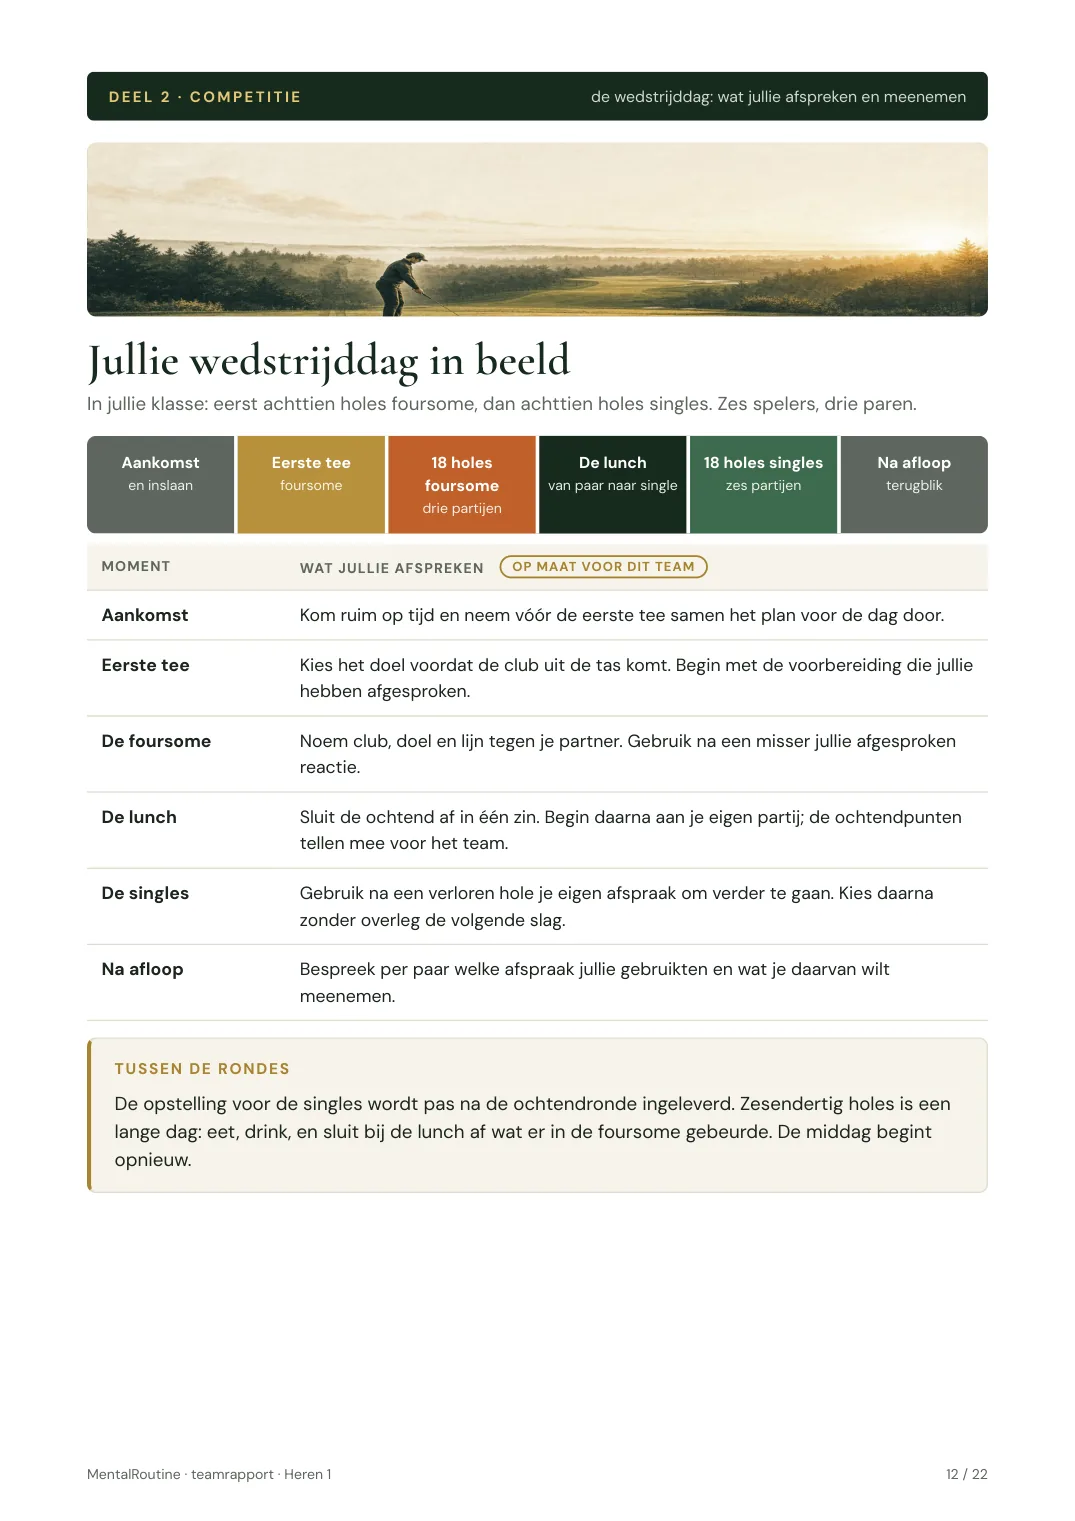 DEEL 2 · COMPETITIE
de wedstrijddag: wat jullie afspreken en meenemen
Jullie wedstrijddag in beeld
In jullie klasse: eerst achttien holes foursome, dan achttien holes singles. Zes spelers, drie paren.
Aankomst
en inslaan
Eerste tee
foursome
18 holes
foursome
drie partijen
De lunch
van paar naar single
18 holes singles
zes partijen
Na afloop
terugblik
MOMENT
WAT JULLIE AFSPREKEN
OP MAAT VOOR DIT TEAM
Aankomst
Kom ruim op tijd en neem vóór de eerste tee samen het plan voor de dag door.
Eerste tee
Kies het doel voordat de club uit de tas komt. Begin met de voorbereiding die jullie
hebben afgesproken.
De foursome
Noem club, doel en lijn tegen je partner. Gebruik na een misser jullie afgesproken
reactie.
De lunch
Sluit de ochtend af in één zin. Begin daarna aan je eigen partij; de ochtendpunten
tellen mee voor het team.
De singles
Gebruik na een verloren hole je eigen afspraak om verder te gaan. Kies daarna
zonder overleg de volgende slag.
Na afloop
Bespreek per paar welke afspraak jullie gebruikten en wat je daarvan wilt
meenemen.
TUSSEN DE RONDES
De opstelling voor de singles wordt pas na de ochtendronde ingeleverd. Zesendertig holes is een
lange dag: eet, drink, en sluit bij de lunch af wat er in de foursome gebeurde. De middag begint
opnieuw.
MentalRoutine · teamrapport · Heren 1
12 / 22